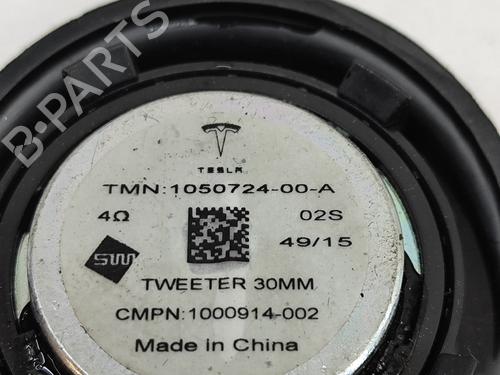 B-PARTS
TESLA
TMN:1050724-00-A
4Ω 02S
49/15
SW
TWEETER 30MM
CMPN:1000914-002
Made in China